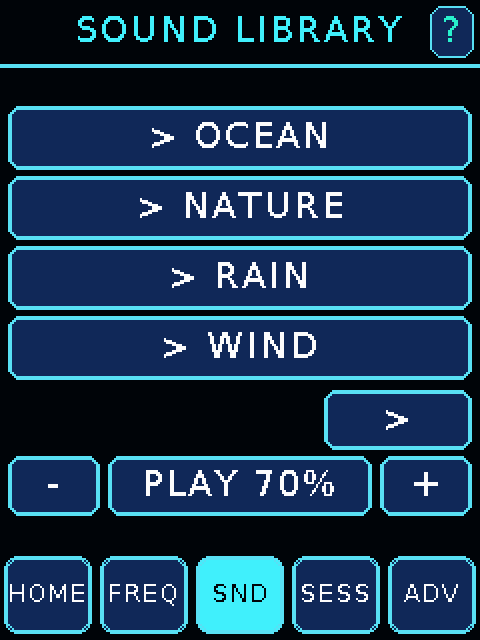 SOUND LIBRARY ?
> OCEAN
> NATURE
> RAIN
> WIND
>
- PLAY 70% +
HOME FREQ SND SESS ADV